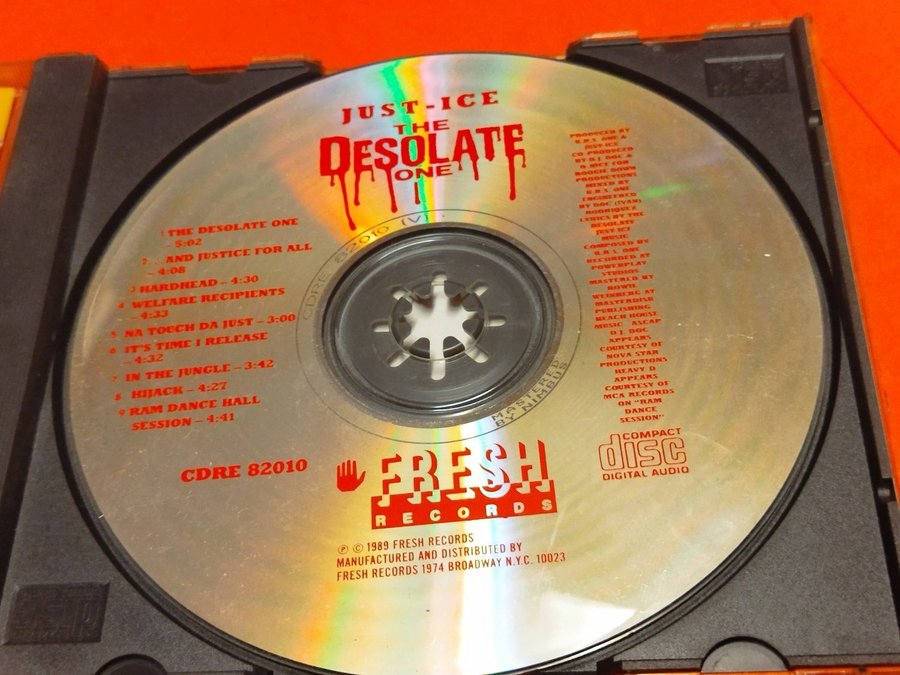 JUST-ICE
THE
DESOLATE
ONE
1 THE DESOLATE ONE
– 5:02
2 . . . AND JUSTICE FOR ALL
– 4:08
3 HARDHEAD – 4:30
4 WELFARE RECIPIENTS
– 4:33
5 NA TOUCH DA JUST – 3:00
6 IT'S TIME I RELEASE
– 4:32
7 IN THE JUNGLE – 3:42
8 HIJACK – 4:27
9 RAM DANCE HALL
SESSION – 4:41
CDRE 82010
PRODUCED BY
K.R.S. ONE &
JUST-ICE
CO-PRODUCED
BY D.J. DOC &
D. NICE FOR
BOOGIE DOWN
PRODUCTIONS
MIXED BY
K.R.S. ONE
ENGINEERED
BY DOC (IVAN)
RODRIGUEZ
LYRICS BY THE
DESOLATE
JUST-ICE
MUSIC
COMPOSED BY
K.R.S. ONE
RECORDED AT
POWERPLAY
STUDIOS
MASTERED BY
HOWIE
WEINBERG AT
MASTERDISK
PUBLISHING
BEACH HOUSE
MUSIC – ASCAP
D.J. DOC
APPEARS
COURTESY OF
NOVA STAR
PRODUCTIONS
HEAVY D
APPEARS
COURTESY OF
MCA RECORDS
ON "RAM
DANCE
SESSION"
CDRE 82010 (V)
MASTERED
BY NIMBUS
FRESH
RECORDS
COMPACT
disc
DIGITAL AUDIO
℗ © 1989 FRESH RECORDS
MANUFACTURED AND DISTRIBUTED BY
FRESH RECORDS 1974 BROADWAY N.Y.C. 10023